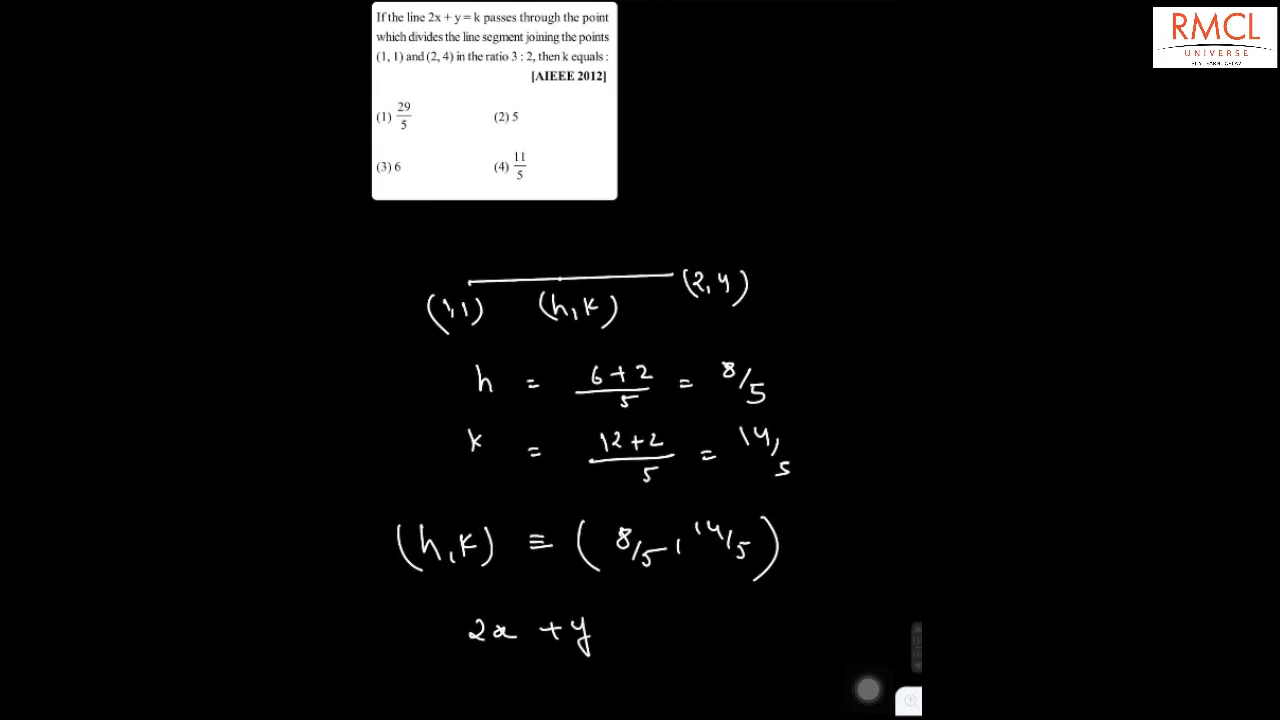 If the line 2x + y = k passes through the point
which divides the line segment joining the points
(1, 1) and (2, 4) in the ratio 3 : 2, then k equals :
[AIEEE 2012]
(1) 29/5 (2) 5
(3) 6 (4) 11/5
RMCL
UNIVERSE
(1,1) (h,k) (2,4)
h = 6+2/5 = 8/5
k = 12+2/5 = 14/5
(h,k) ≡ (8/5, 14/5)
2x + y